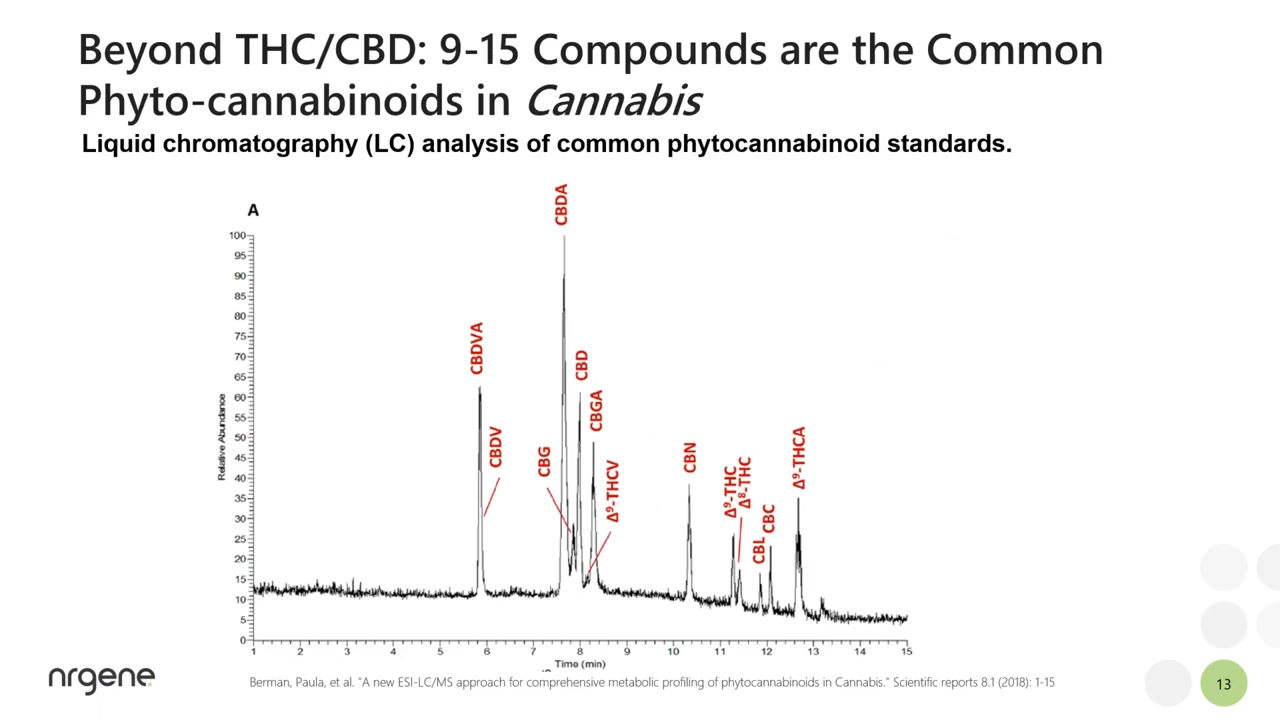 Beyond THC/CBD: 9-15 Compounds are the Common
Phyto-cannabinoids in Cannabis
Liquid chromatography (LC) analysis of common phytocannabinoid standards.
A
CBDA
CBDVA
CBD
CBGA
CBDV
CBG
Δ⁹-THCV
CBN
Δ⁹-THC
Δ⁸-THC
CBL
CBC
Δ⁹-THCA
Relative Abundance
100
95
90
85
80
75
70
65
60
55
50
45
40
35
30
25
20
15
10
5
0
1 2 3 4 5 6 7 8 9 10 11 12 13 14 15
Time (min)
nrgene
Berman, Paula, et al. "A new ESI-LC/MS approach for comprehensive metabolic profiling of phytocannabinoids in Cannabis." Scientific reports 8.1 (2018): 1-15
13